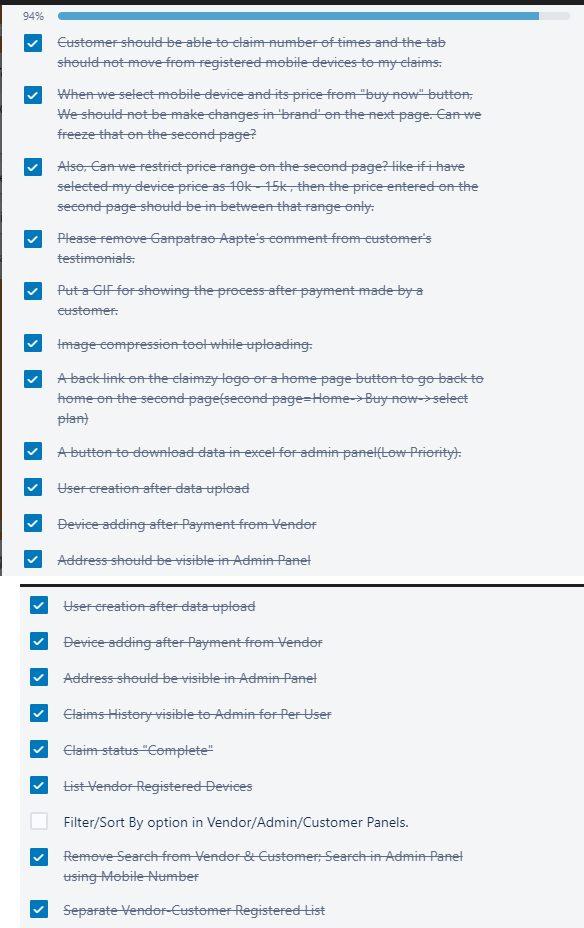 94%
Customer should be able to claim number of times and the tab
should not move from registered mobile devices to my claims.
When we select mobile device and its price from "buy now" button,
We should not be make changes in 'brand' on the next page. Can we
freeze that on the second page?
Also, Can we restrict price range on the second page? like if i have
selected my device price as 10k - 15k , then the price entered on the
second page should be in between that range only.
Please remove Ganpatrao Aapte's comment from customer's
testimonials.
Put a GIF for showing the process after payment made by a
customer.
Image compression tool while uploading.
A back link on the claimzy logo or a home page button to go back to
home on the second page(second page=Home->Buy now->select
plan)
A button to download data in excel for admin panel(Low Priority).
User creation after data upload
Device adding after Payment from Vendor
Address should be visible in Admin Panel
User creation after data upload
Device adding after Payment from Vendor
Address should be visible in Admin Panel
Claims History visible to Admin for Per User
Claim status "Complete"
List Vendor Registered Devices
Filter/Sort By option in Vendor/Admin/Customer Panels.
Remove Search from Vendor & Customer; Search in Admin Panel
using Mobile Number
Separate Vendor-Customer Registered List